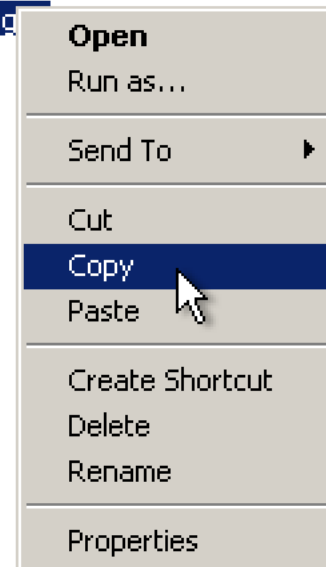 Open
Run as...
Send To
Cut
Copy
Paste
Create Shortcut
Delete
Rename
Properties